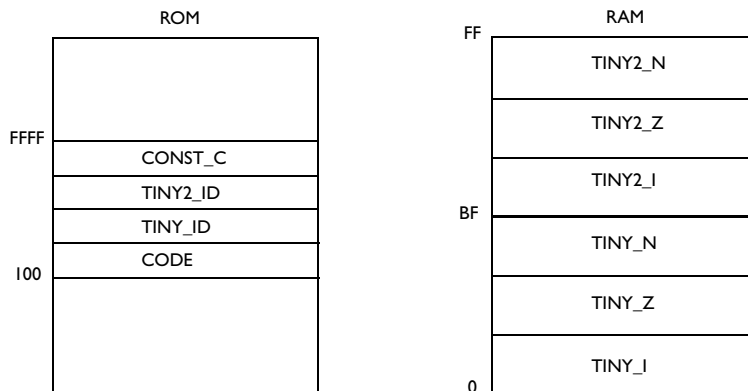 ROM
FFFF
CONST_C
TINY2_ID
TINY_ID
CODE
100
RAM
FF
TINY2_N
TINY2_Z
TINY2_I
BF
TINY_N
TINY_Z
TINY_I
0